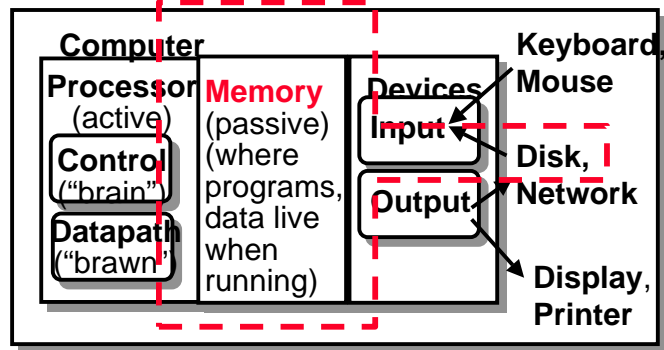 Computer
Processor
(active)
Control
(“brain”)
Datapath
(“brawn”)
Memory
(passive)
(where
programs,
data live
when
running)
Devices
Input
Output
Keyboard,
Mouse
Disk,
Network
Display,
Printer